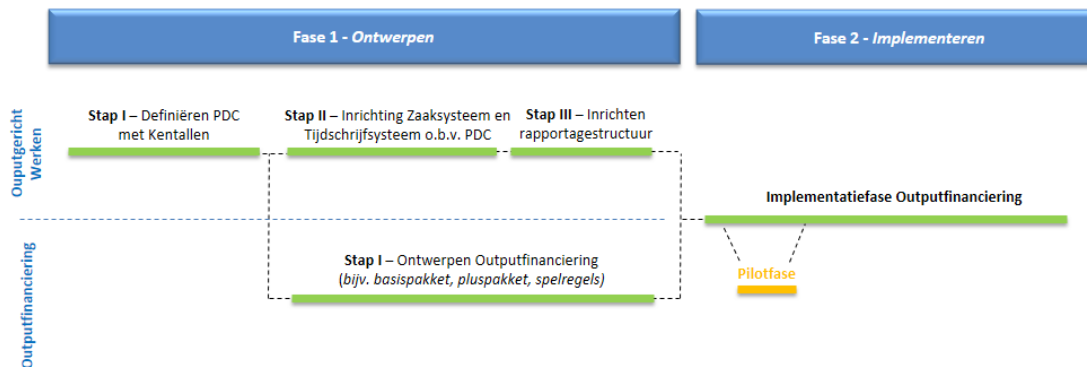 Fase 1 - Ontwerpen
Fase 2 - Implementeren
Ouputgericht
Werken
Stap I – Definiëren PDC
met Kentallen
Stap II – Inrichting Zaaksysteem en
Tijdschrijfsysteem o.b.v. PDC
Stap III – Inrichten
rapportagestructuur
Implementatiefase Outputfinanciering
Outputfinanciering
Stap I – Ontwerpen Outputfinanciering
(bijv. basispakket, pluspakket, spelregels)
Pilotfase